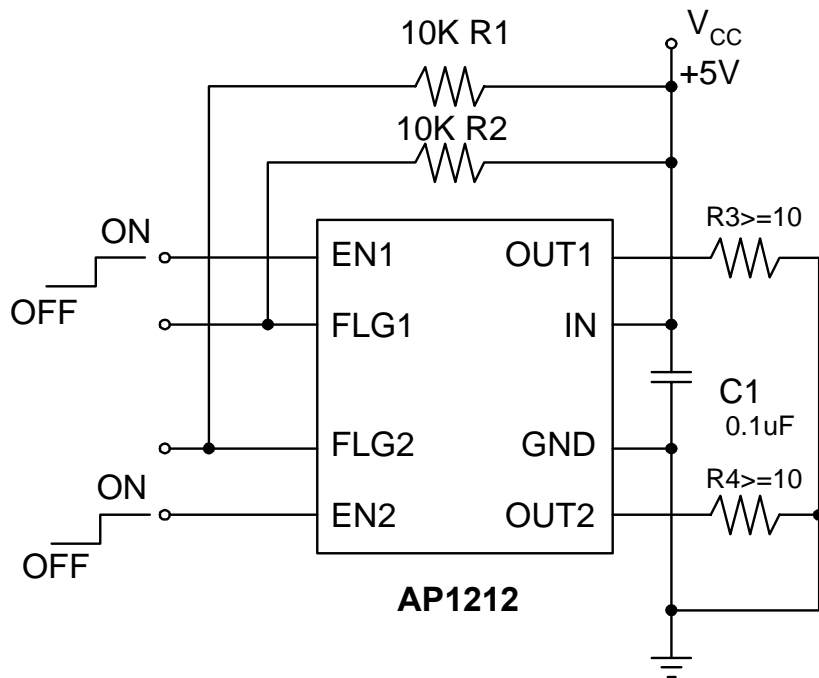 10K R1
V_CC
+5V
10K R2
R3>=10
ON
EN1
OUT1
OFF
FLG1
IN
C1
0.1uF
FLG2
GND
R4>=10
ON
EN2
OUT2
OFF
AP1212